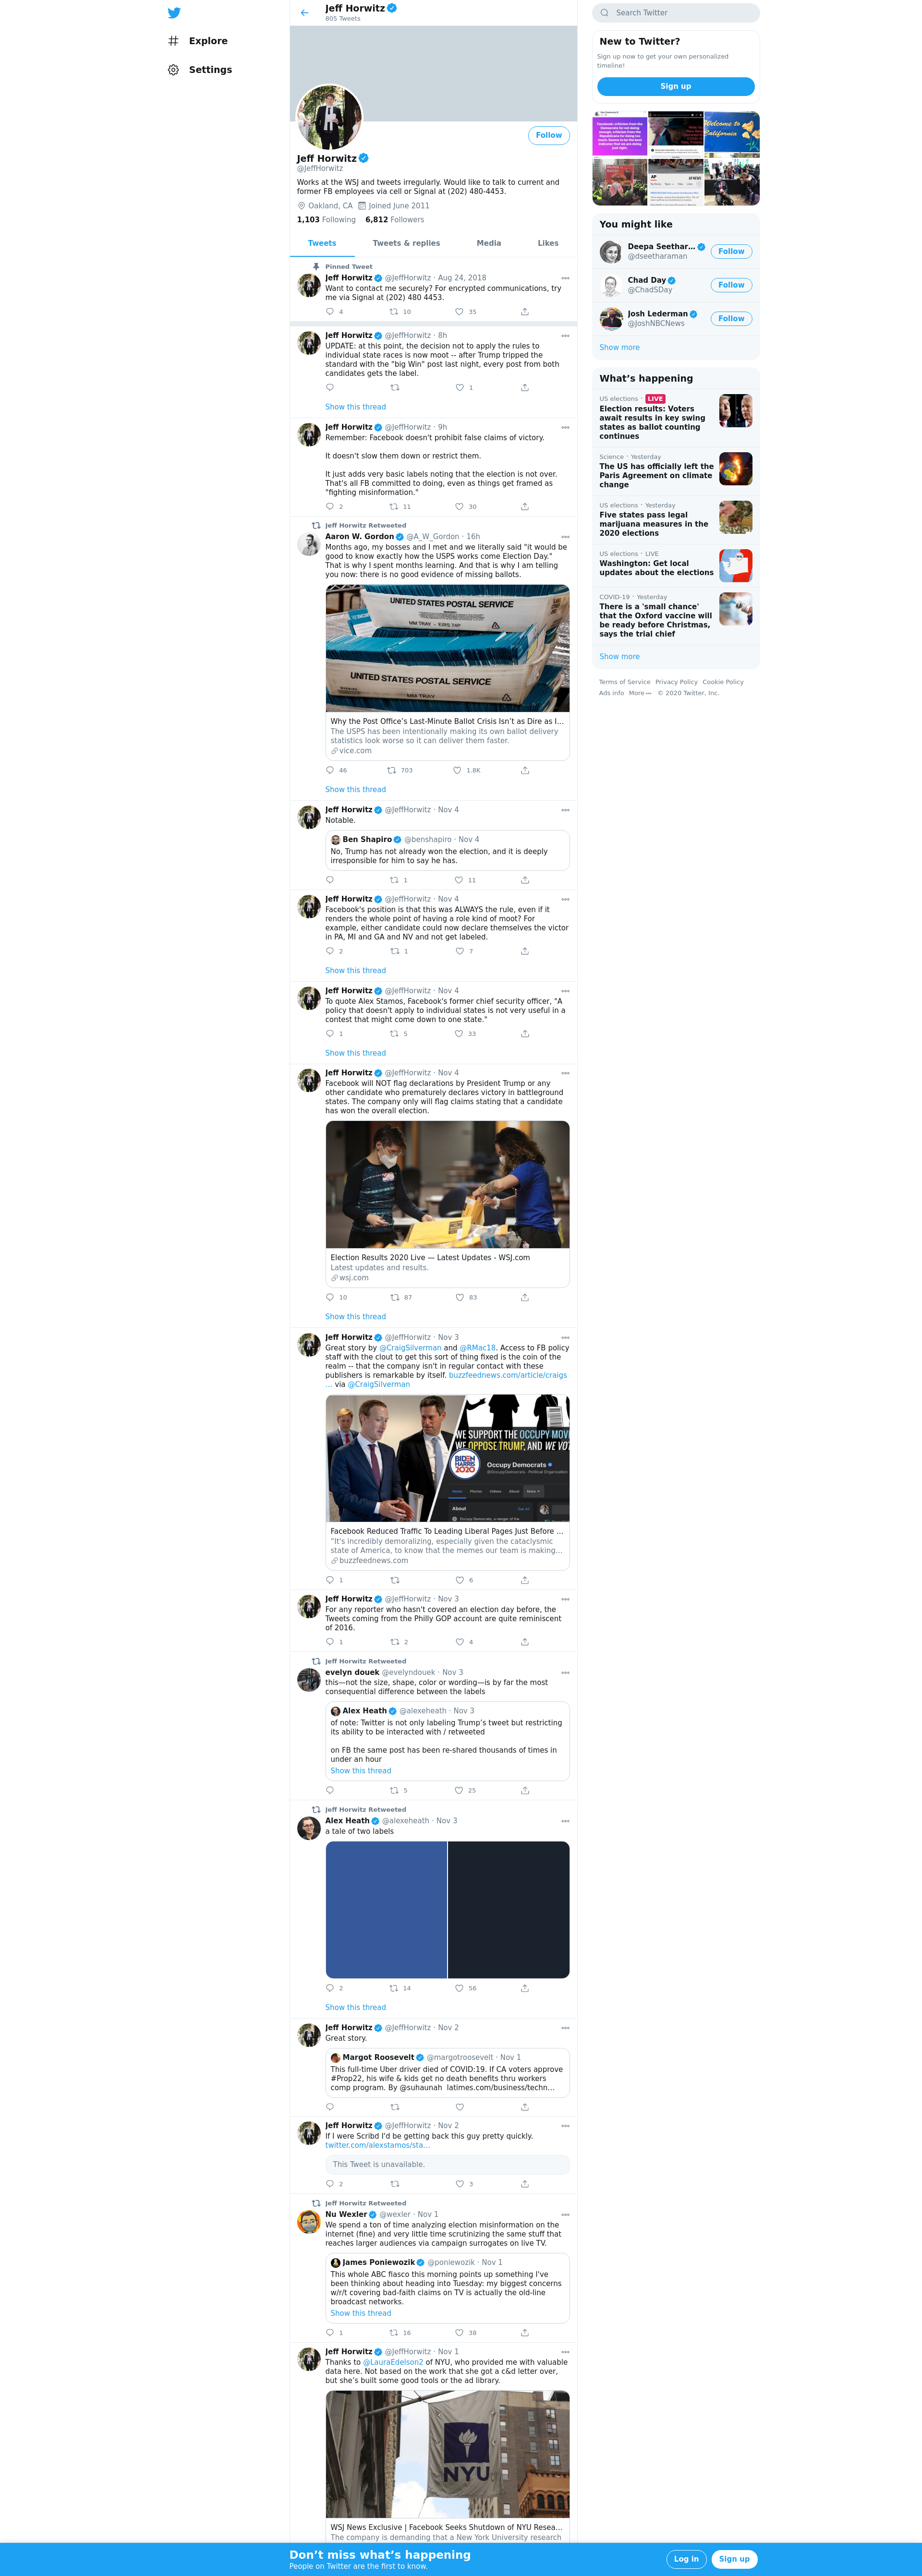 Explore
Settings
Jeff Horwitz
805 Tweets
Follow
Jeff Horwitz
@JeffHorwitz
Works at the WSJ and tweets irregularly. Would like to talk to current and
former FB employees via cell or Signal at (202) 480-4453.
Oakland, CA Joined June 2011
1,103 Following 6,812 Followers
Tweets Tweets & replies Media Likes
Pinned Tweet
Jeff Horwitz @JeffHorwitz · Aug 24, 2018
Want to contact me securely? For encrypted communications, try
me via Signal at (202) 480 4453.
4 10 35
Jeff Horwitz @JeffHorwitz · 8h
UPDATE: at this point, the decision not to apply the rules to
individual state races is now moot -- after Trump tripped the
standard with the "big Win" post last night, every post from both
candidates gets the label.
1
Show this thread
Jeff Horwitz @JeffHorwitz · 9h
Remember: Facebook doesn't prohibit false claims of victory.
It doesn't slow them down or restrict them.
It just adds very basic labels noting that the election is not over.
That's all FB committed to doing, even as things get framed as
"fighting misinformation."
2 11 30
Jeff Horwitz Retweeted
Aaron W. Gordon @A_W_Gordon · 16h
Months ago, my bosses and I met and we literally said "it would be
good to know exactly how the USPS works come Election Day."
That is why I spent months learning. And that is why I am telling
you now: there is no good evidence of missing ballots.
UNITED STATES POSTAL SERVICE
UNITED STATES POSTAL SERVICE
MM TRAY
Why the Post Office's Last-Minute Ballot Crisis Isn't as Dire as I...
The USPS has been intentionally making its own ballot delivery
statistics look worse so it can deliver them faster.
vice.com
46 703 1.8K
Show this thread
Jeff Horwitz @JeffHorwitz · Nov 4
Notable.
Ben Shapiro @benshapiro · Nov 4
No, Trump has not already won the election, and it is deeply
irresponsible for him to say he has.
1 11
Jeff Horwitz @JeffHorwitz · Nov 4
Facebook's position is that this was ALWAYS the rule, even if it
renders the whole point of having a role kind of moot? For
example, either candidate could now declare themselves the victor
in PA, MI and GA and NV and not get labeled.
2 1 7
Show this thread
Jeff Horwitz @JeffHorwitz · Nov 4
To quote Alex Stamos, Facebook's former chief security officer, "A
policy that doesn't apply to individual states is not very useful in a
contest that might come down to one state."
1 5 33
Show this thread
Jeff Horwitz @JeffHorwitz · Nov 4
Facebook will NOT flag declarations by President Trump or any
other candidate who prematurely declares victory in battleground
states. The company only will flag claims stating that a candidate
has won the overall election.
Election Results 2020 Live — Latest Updates - WSJ.com
Latest updates and results.
wsj.com
10 87 83
Show this thread
Jeff Horwitz @JeffHorwitz · Nov 3
Great story by @CraigSilverman and @RMac18. Access to FB policy
staff with the clout to get this sort of thing fixed is the coin of the
realm -- that the company isn't in regular contact with these
publishers is remarkable by itself. buzzfeednews.com/article/craigs
... via @CraigSilverman
WE SUPPORT THE OCCUPY MOV
WE OPPOSE TRUMP, AND WE VO
BIDEN
HARRIS
2020
Occupy Democrats
Home Photos Videos About More
About See All
Facebook Reduced Traffic To Leading Liberal Pages Just Before ...
"It's incredibly demoralizing, especially given the cataclysmic
state of America, to know that the memes our team is making...
buzzfeednews.com
1 6
Jeff Horwitz @JeffHorwitz · Nov 3
For any reporter who hasn't covered an election day before, the
Tweets coming from the Philly GOP account are quite reminiscent
of 2016.
1 2 4
Jeff Horwitz Retweeted
evelyn douek @evelyndouek · Nov 3
this—not the size, shape, color or wording—is by far the most
consequential difference between the labels
Alex Heath @alexeheath · Nov 3
of note: Twitter is not only labeling Trump's tweet but restricting
its ability to be interacted with / retweeted
on FB the same post has been re-shared thousands of times in
under an hour
Show this thread
5 25
Jeff Horwitz Retweeted
Alex Heath @alexeheath · Nov 3
a tale of two labels
2 14 56
Show this thread
Jeff Horwitz @JeffHorwitz · Nov 2
Great story.
Margot Roosevelt @margotroosevelt · Nov 1
This full-time Uber driver died of COVID:19. If CA voters approve
#Prop22, his wife & kids get no death benefits thru workers
comp program. By @suhaunah latimes.com/business/techn...
Jeff Horwitz @JeffHorwitz · Nov 2
If I were Scribd I'd be getting back this guy pretty quickly.
twitter.com/alexstamos/sta...
This Tweet is unavailable.
2 3
Jeff Horwitz Retweeted
Nu Wexler @wexler · Nov 1
We spend a ton of time analyzing election misinformation on the
internet (fine) and very little time scrutinizing the same stuff that
reaches larger audiences via campaign surrogates on live TV.
James Poniewozik @poniewozik · Nov 1
This whole ABC fiasco this morning points up something I've
been thinking about heading into Tuesday: my biggest concerns
w/r/t covering bad-faith claims on TV is actually the old-line
broadcast networks.
Show this thread
1 16 38
Jeff Horwitz @JeffHorwitz · Nov 1
Thanks to @LauraEdelson2 of NYU, who provided me with valuable
data here. Not based on the work that she got a c&d letter over,
but she's built some good tools or the ad library.
NYU
WSJ News Exclusive | Facebook Seeks Shutdown of NYU Resea...
The company is demanding that a New York University research
Search Twitter
New to Twitter?
Sign up now to get your own personalized
timeline!
Sign up
Welcome to
California
You might like
Deepa Seethar... @dseetharaman Follow
Chad Day @ChadSDay Follow
Josh Lederman @JoshNBCNews Follow
Show more
What's happening
US elections · LIVE
Election results: Voters
await results in key swing
states as ballot counting
continues
Science · Yesterday
The US has officially left the
Paris Agreement on climate
change
US elections · Yesterday
Five states pass legal
marijuana measures in the
2020 elections
US elections · LIVE
Washington: Get local
updates about the elections
COVID-19 · Yesterday
There is a 'small chance'
that the Oxford vaccine will
be ready before Christmas,
says the trial chief
Show more
Terms of Service Privacy Policy Cookie Policy
Ads info More © 2020 Twitter, Inc.
Don't miss what's happening
People on Twitter are the first to know.
Log in Sign up